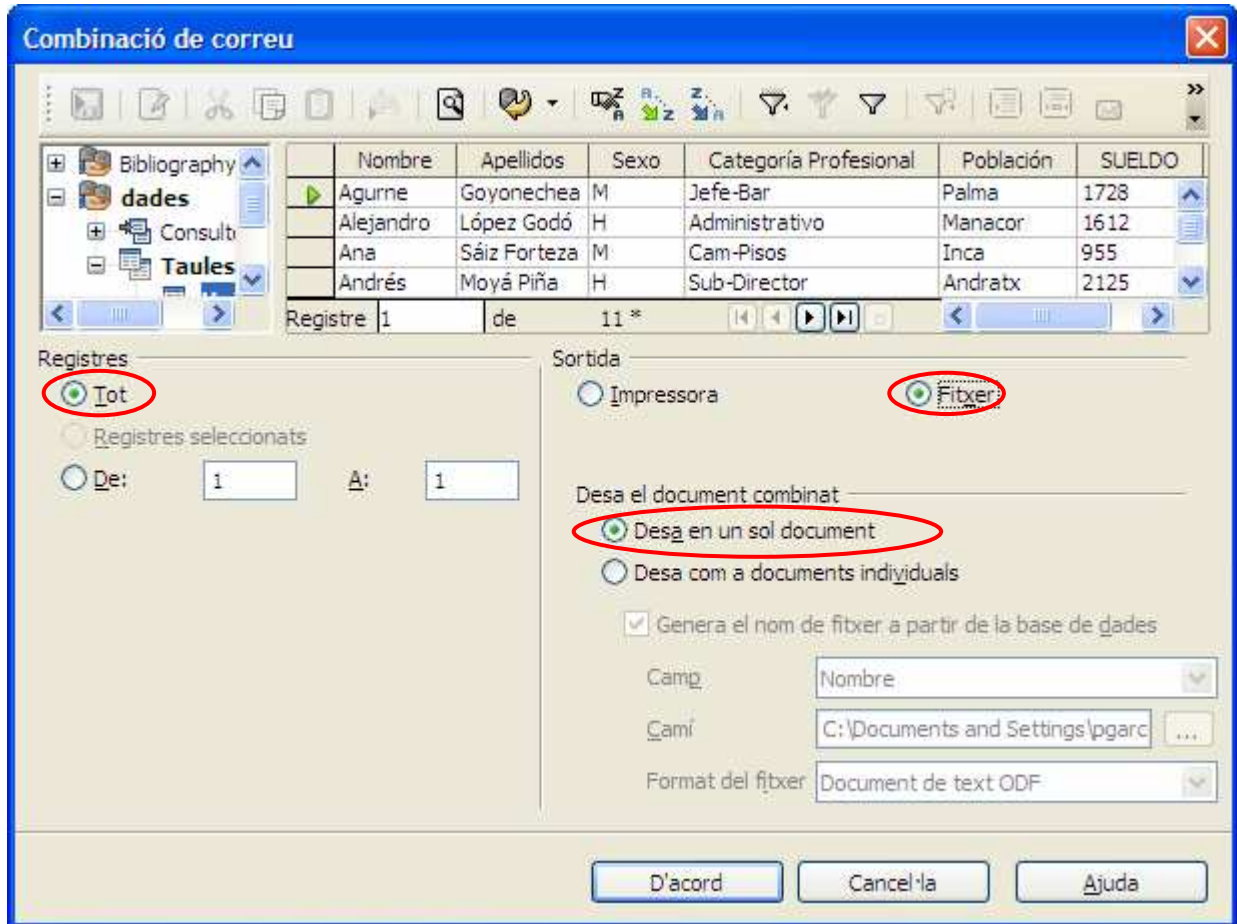 Combinació de correu
Bibliography
dades
Consult
Taules
Nombre Apellidos Sexo Categoría Profesional Población SUELDO
Agurne Goyonechea M Jefe-Bar Palma 1728
Alejandro López Godó H Administrativo Manacor 1612
Ana Sáiz Forteza M Cam-Pisos Inca 955
Andrés Moyá Piña H Sub-Director Andratx 2125
Registre 1 de 11 *
Registres
Tot
Registres seleccionats
De: 1 A: 1
Sortida
Impressora Fitxer
Desa el document combinat
Desa en un sol document
Desa com a documents individuals
Genera el nom de fitxer a partir de la base de dades
Camp Nombre
Camí C:\Documents and Settings\pgarc ...
Format del fitxer Document de text ODF
D'acord Cancel·la Ajuda